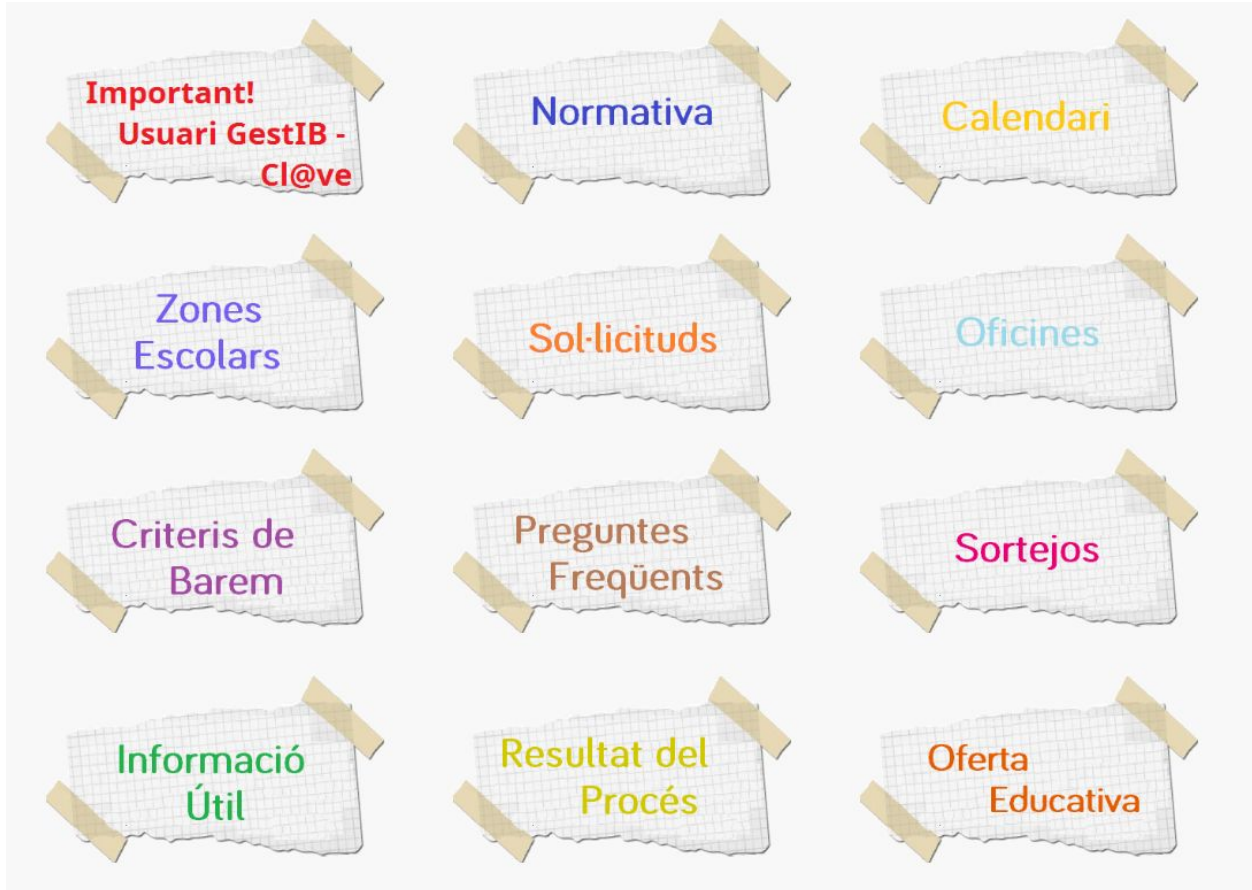 Important!
Usuari GestIB -
Cl@ve
Normativa
Calendari
Zones
Escolars
Sol·licituds
Oficines
Criteris de
Barem
Preguntes
Freqüents
Sortejos
Informació
Útil
Resultat del
Procés
Oferta
Educativa